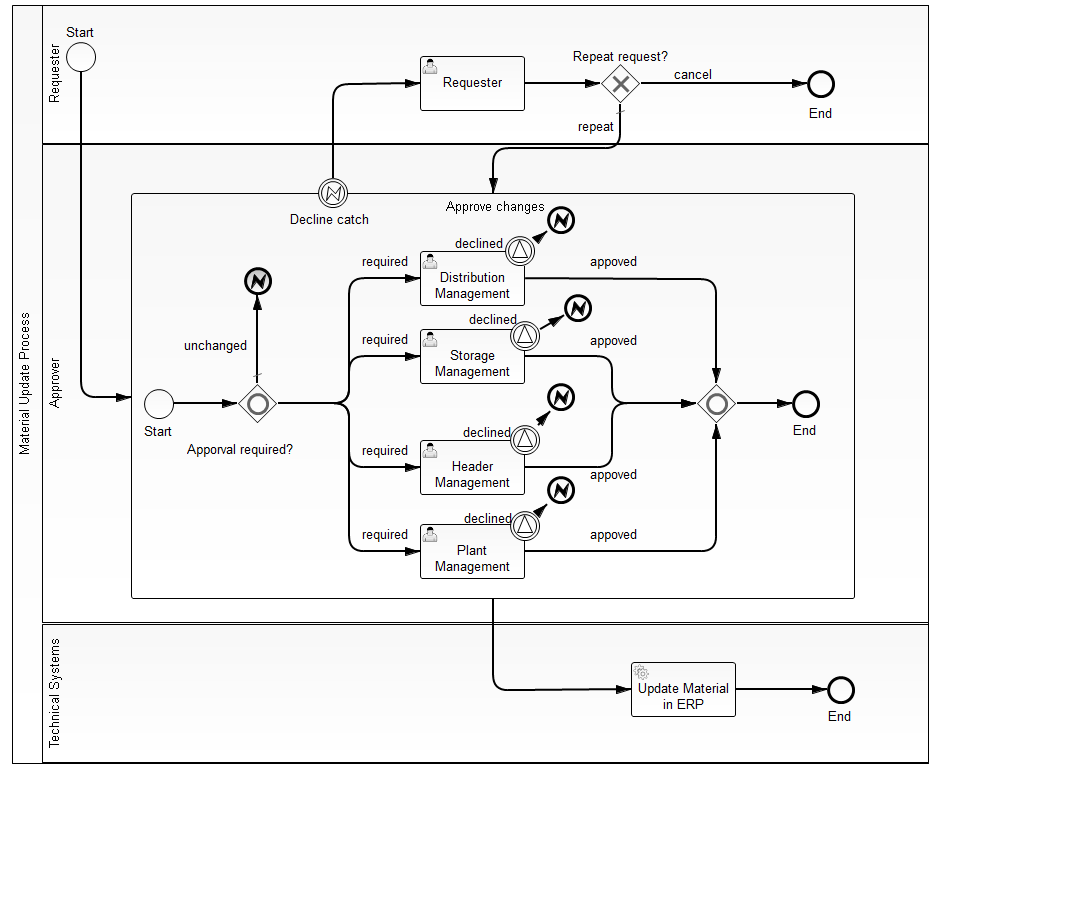 Material Update Process
Requester
Start
Requester
Repeat request?
cancel
End
repeat
Approver
Decline catch
Approve changes
declined
required
Distribution
Management
appoved
declined
required
Storage
Management
appoved
unchanged
Start
Apporval required?
declined
required
Header
Management
appoved
End
declined
required
Plant
Management
appoved
Technical Systems
Update Material
in ERP
End